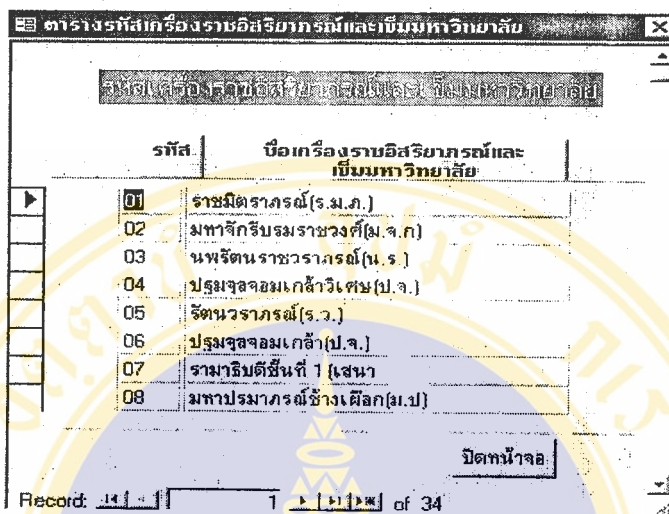 ตารางรหัสเครื่องราชอิสริยาภรณ์และเข็มมหาวิทยาลัย
รหัสเครื่องราชอิสริยาภรณ์และเข็มมหาวิทยาลัย
รหัส ชื่อเครื่องราชอิสริยาภรณ์และ
เข็มมหาวิทยาลัย
01 ราชมิตราภรณ์(ร.ม.ภ.)
02 มหาจักรีบรมราชวงศ์(ม.จ.ก)
03 นพรัตนราชวราภรณ์(น.ร.)
04 ปฐมจุลจอมเกล้าวิเศษ(ป.จ.)
05 รัตนวราภรณ์(ร.ว.)
06 ปฐมจุลจอมเกล้า(ป.จ.)
07 รามาธิบดีชั้นที่ 1 (เสนา
08 มหาปรมาภรณ์ช้างเผือก(ม.ป)
ปิดหน้าจอ
Record: 1 of 34